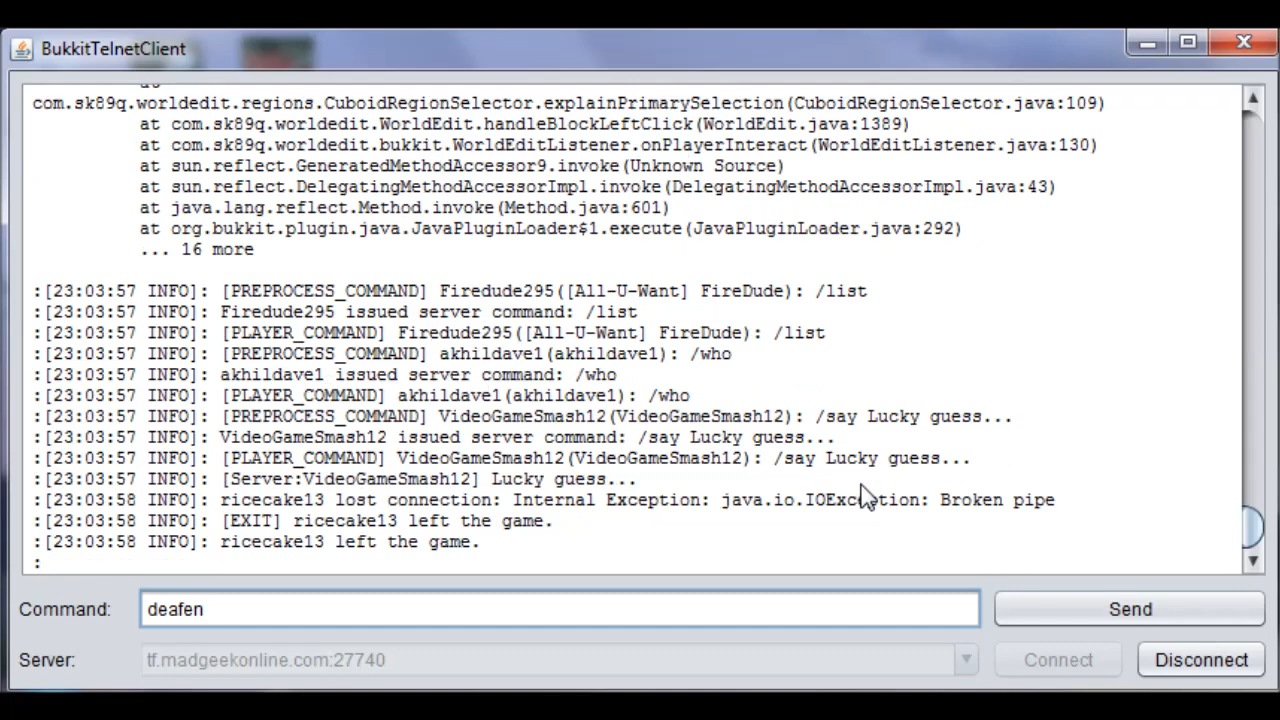 BukkitTelnetClient
at
com.sk89q.worldedit.regions.CuboidRegionSelector.explainPrimarySelection(CuboidRegionSelector.java:109)
at com.sk89q.worldedit.WorldEdit.handleBlockLeftClick(WorldEdit.java:1389)
at com.sk89q.worldedit.bukkit.WorldEditListener.onPlayerInteract(WorldEditListener.java:130)
at sun.reflect.GeneratedMethodAccessor9.invoke(Unknown Source)
at sun.reflect.DelegatingMethodAccessorImpl.invoke(DelegatingMethodAccessorImpl.java:43)
at java.lang.reflect.Method.invoke(Method.java:601)
at org.bukkit.plugin.java.JavaPluginLoader$1.execute(JavaPluginLoader.java:292)
... 16 more
:[23:03:57 INFO]: [PREPROCESS_COMMAND] Firedude295([All-U-Want] FireDude): /list
:[23:03:57 INFO]: Firedude295 issued server command: /list
:[23:03:57 INFO]: [PLAYER_COMMAND] Firedude295([All-U-Want] FireDude): /list
:[23:03:57 INFO]: [PREPROCESS_COMMAND] akhildave1(akhildave1): /who
:[23:03:57 INFO]: akhildave1 issued server command: /who
:[23:03:57 INFO]: [PLAYER_COMMAND] akhildave1(akhildave1): /who
:[23:03:57 INFO]: [PREPROCESS_COMMAND] VideoGameSmash12(VideoGameSmash12): /say Lucky guess...
:[23:03:57 INFO]: VideoGameSmash12 issued server command: /say Lucky guess...
:[23:03:57 INFO]: [PLAYER_COMMAND] VideoGameSmash12(VideoGameSmash12): /say Lucky guess...
:[23:03:57 INFO]: [Server:VideoGameSmash12] Lucky guess...
:[23:03:58 INFO]: ricecake13 lost connection: Internal Exception: java.io.IOException: Broken pipe
:[23:03:58 INFO]: [EXIT] ricecake13 left the game.
:[23:03:58 INFO]: ricecake13 left the game.
:
Command: deafen Send
Server: tf.madgeekonline.com:27740 Connect Disconnect